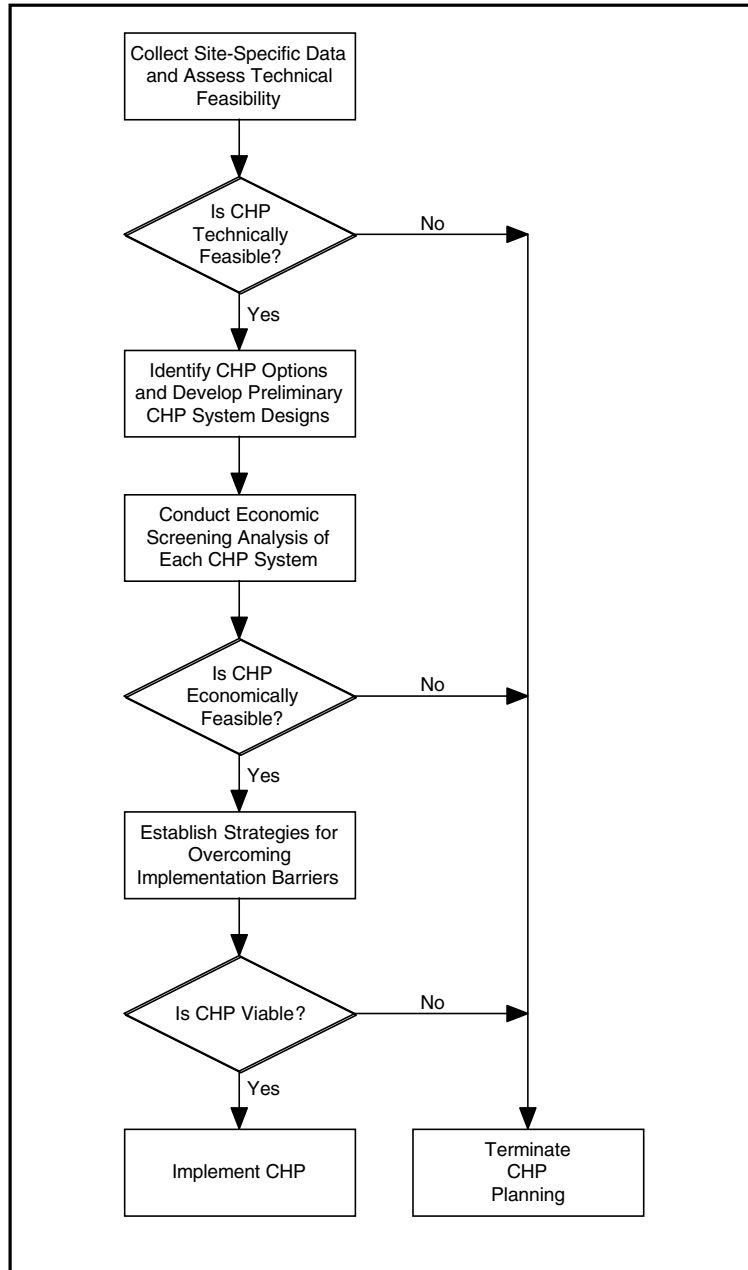 Collect Site-Specific Data
and Assess Technical
Feasibility
Is CHP
Technically
Feasible?
No
Yes
Identify CHP Options
and Develop Preliminary
CHP System Designs
Conduct Economic
Screening Analysis of
Each CHP System
Is CHP
Economically
Feasible?
No
Yes
Establish Strategies for
Overcoming
Implementation Barriers
Is CHP Viable?
No
Yes
Implement CHP
Terminate
CHP
Planning